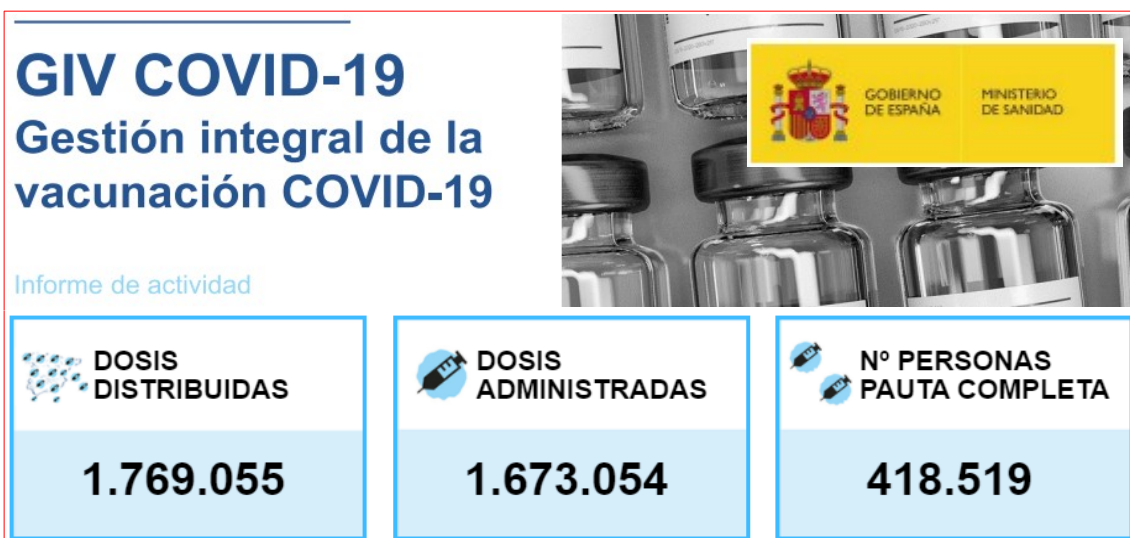 GIV COVID-19
Gestión integral de la
vacunación COVID-19
GOBIERNO
DE ESPAÑA
MINISTERIO
DE SANIDAD
Informe de actividad
DOSIS
DISTRIBUIDAS
1.769.055
DOSIS
ADMINISTRADAS
1.673.054
Nº PERSONAS
PAUTA COMPLETA
418.519